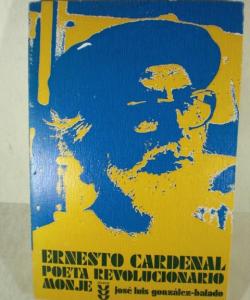 ERNESTO CARDENAL
POETA REVOLUCIONARIO
MONJE
josé luis gonzález-balado